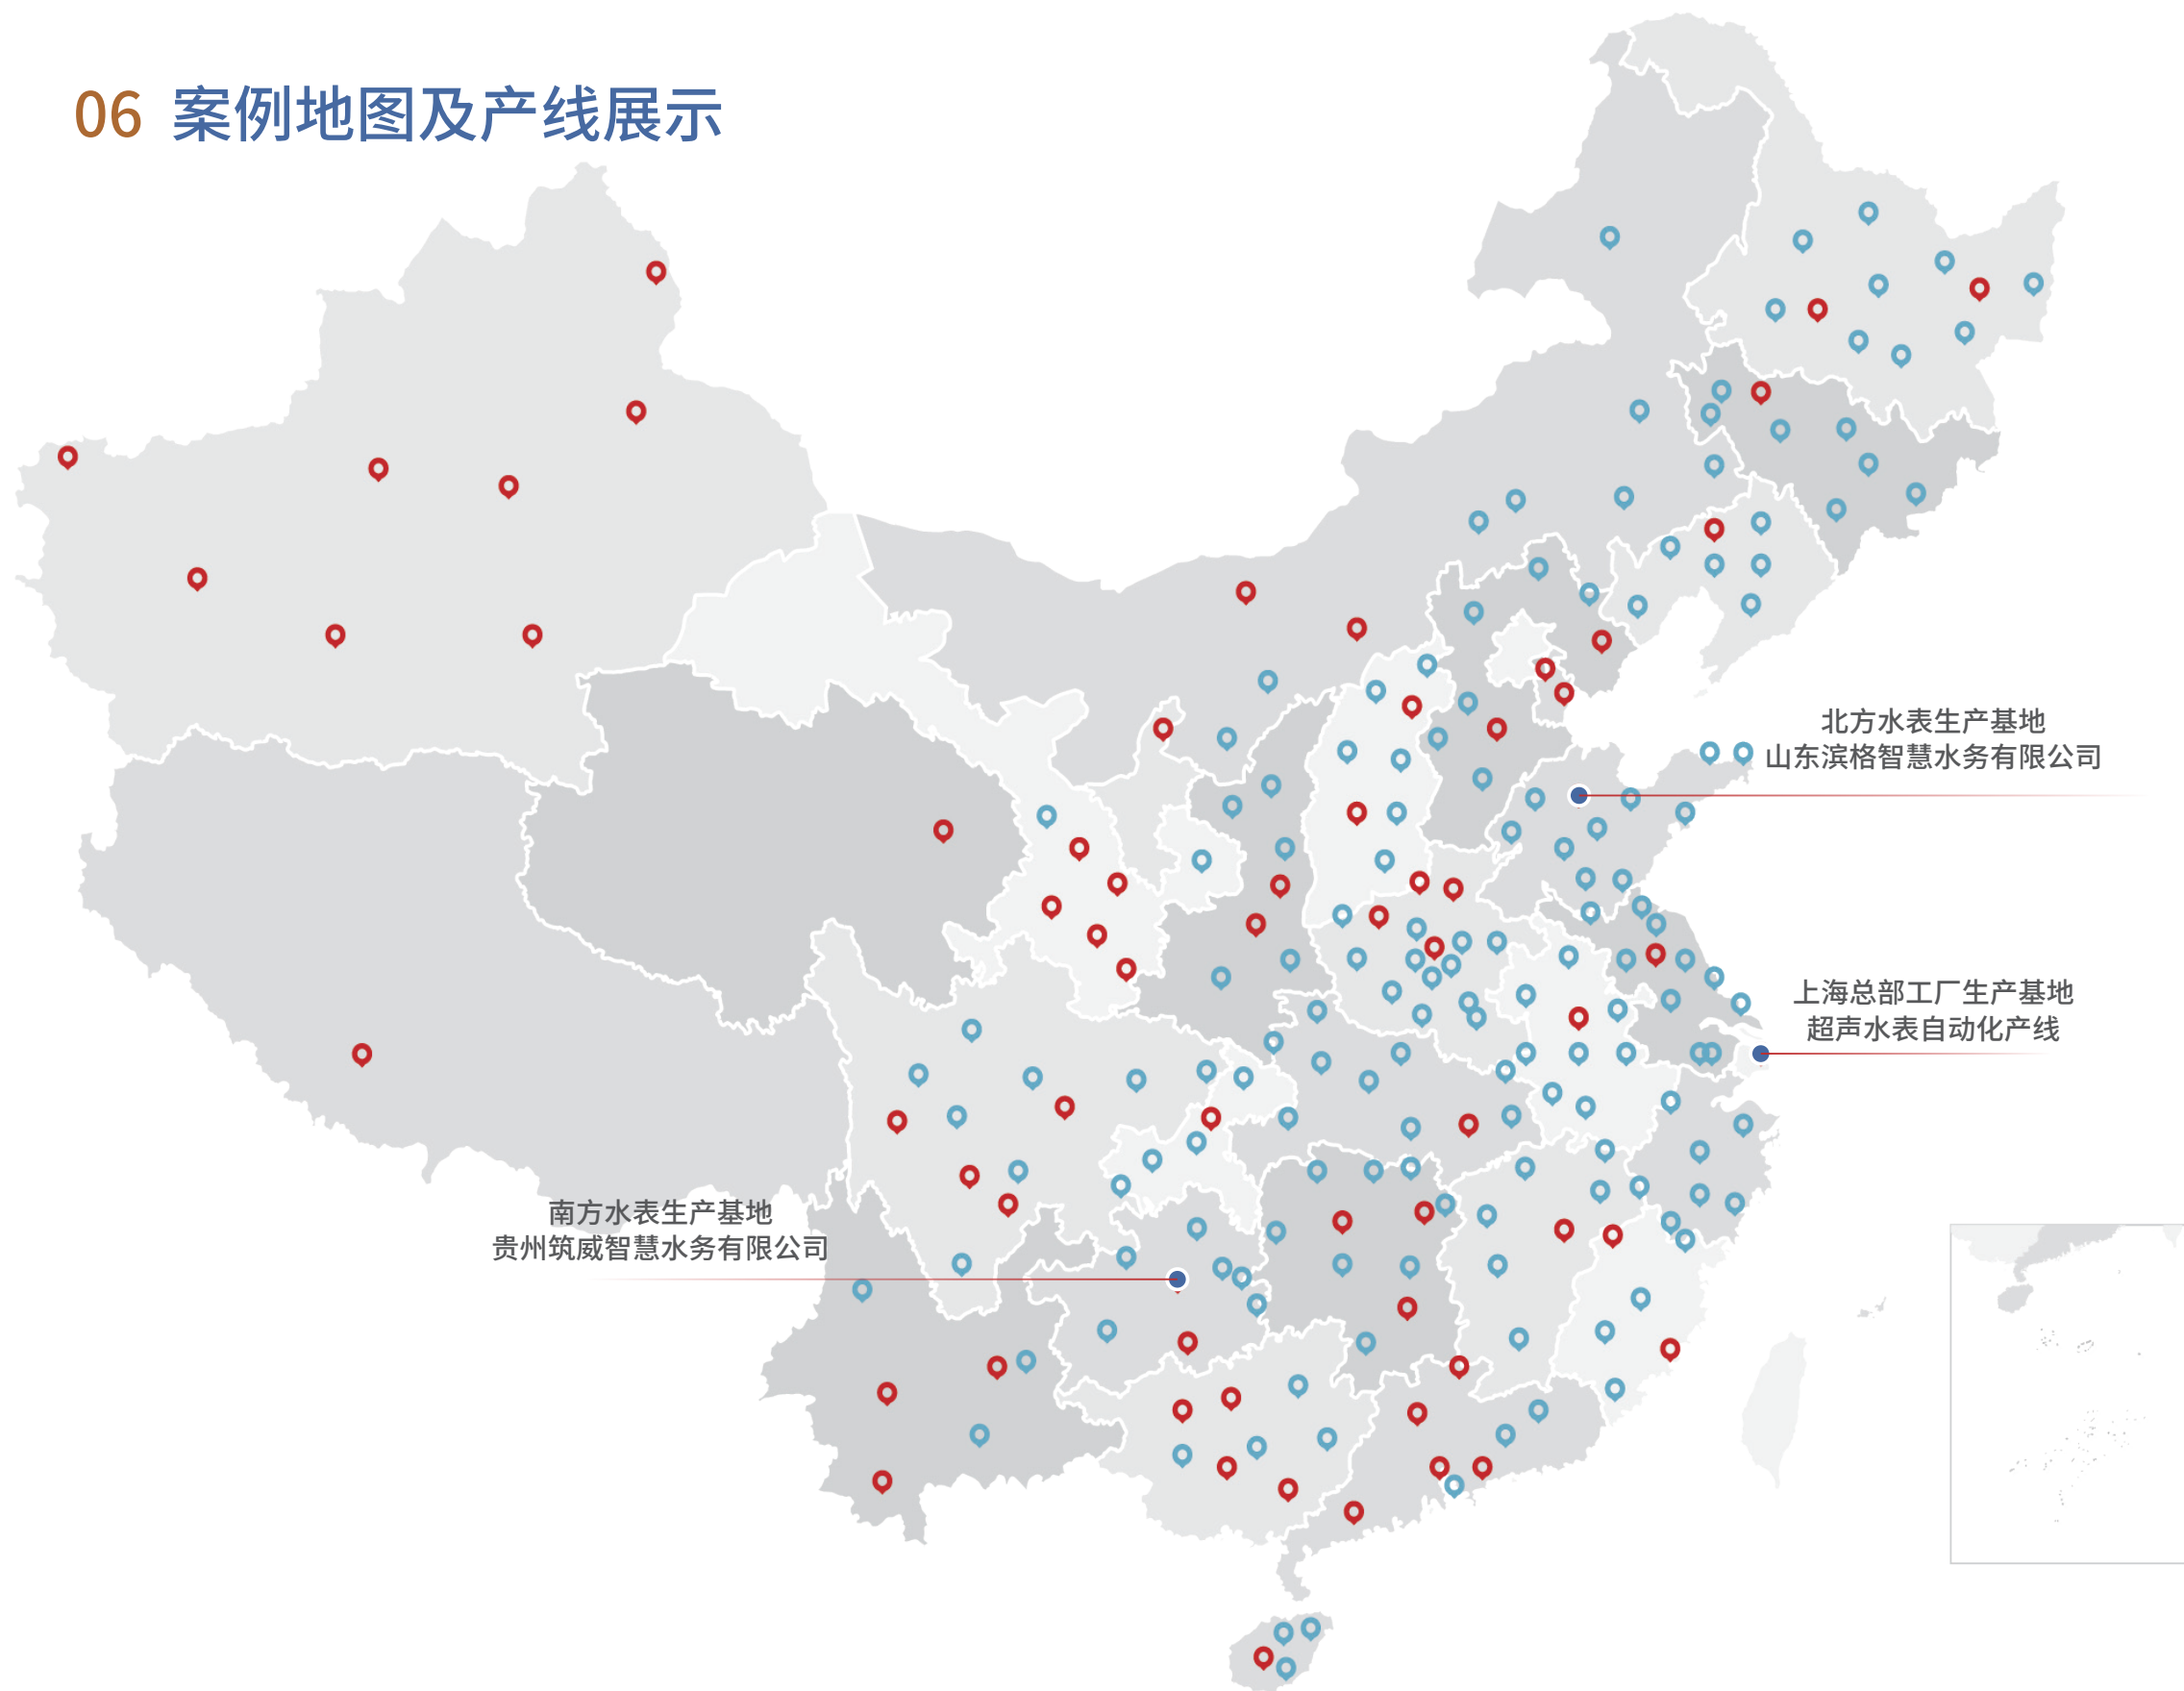 06 案例地图及产线展示
北方水表生产基地
山东滨格智慧水务有限公司
上海总部工厂生产基地
超声水表自动化产线
南方水表生产基地
贵州筑威智慧水务有限公司